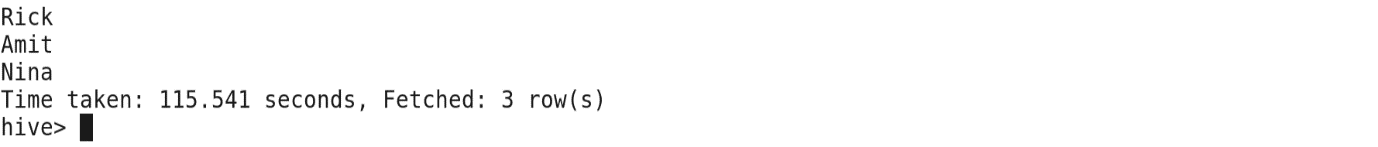 Rick
Amit
Nina
Time taken: 115.541 seconds, Fetched: 3 row(s)
hive>